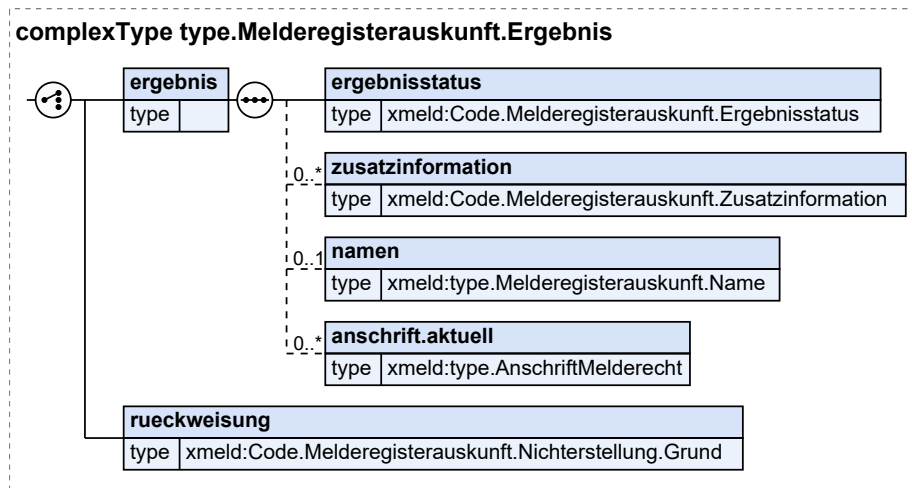 complexType type.Melderegisterauskunft.Ergebnis
ergebnis
type
ergebnisstatus
type xmeld:Code.Melderegisterauskunft.Ergebnisstatus
0..*
zusatzinformation
type xmeld:Code.Melderegisterauskunft.Zusatzinformation
0..1
namen
type xmeld:type.Melderegisterauskunft.Name
0..*
anschrift.aktuell
type xmeld:type.AnschriftMelderecht
rueckweisung
type xmeld:Code.Melderegisterauskunft.Nichterstellung.Grund